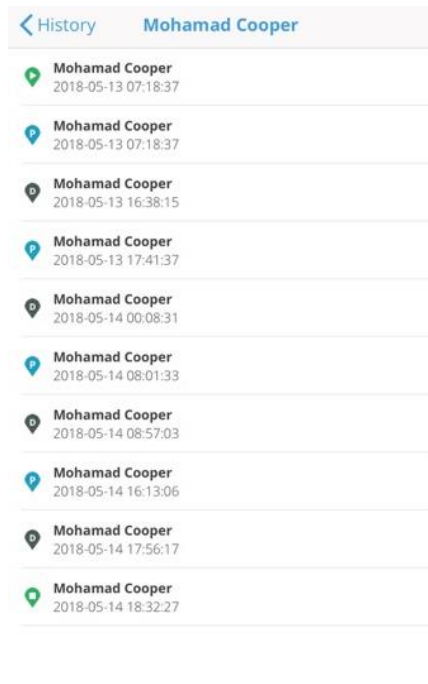 History Mohamad Cooper
Mohamad Cooper
2018-05-13 07:18:37
P Mohamad Cooper
2018-05-13 07:18:37
D Mohamad Cooper
2018-05-13 16:38:15
P Mohamad Cooper
2018-05-13 17:41:37
D Mohamad Cooper
2018-05-14 00:08:31
P Mohamad Cooper
2018-05-14 08:01:33
D Mohamad Cooper
2018-05-14 08:57:03
P Mohamad Cooper
2018-05-14 16:13:06
D Mohamad Cooper
2018-05-14 17:56:17
Mohamad Cooper
2018-05-14 18:32:27